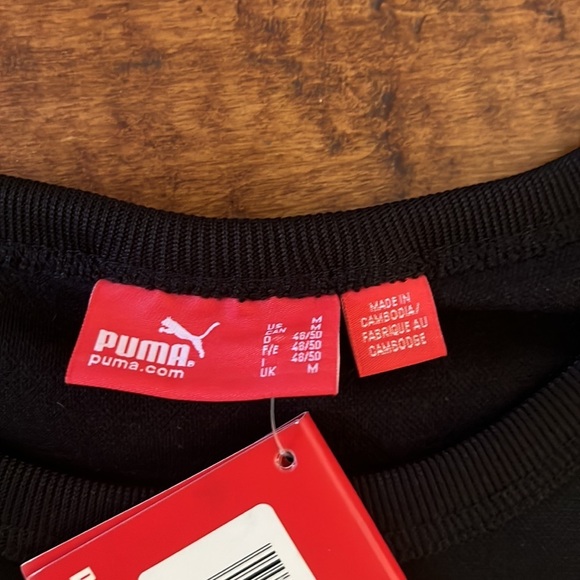 PUMA
puma.com
US M
CAN M
D 48/50
F/E 48/50
I 48/50
UK M
MADE IN
CAMBODIA/
FABRIQUE AU
CAMBODGE